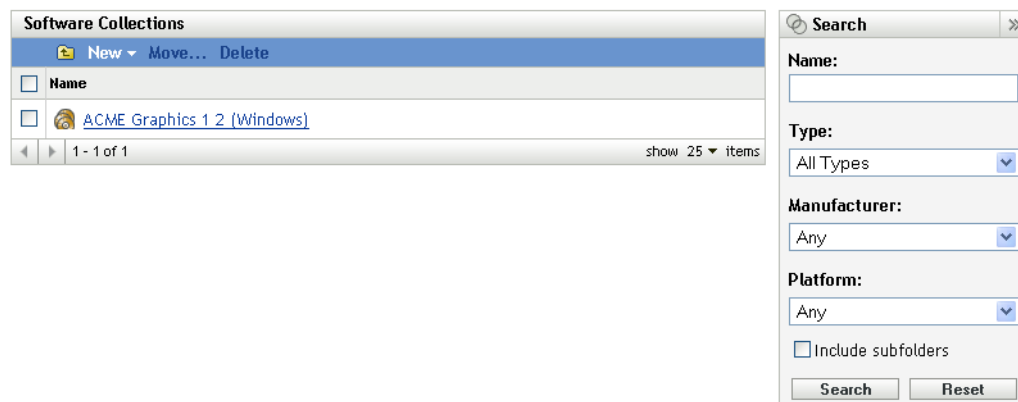 Software Collections
New Move... Delete
Name
ACME Graphics 1 2 (Windows)
1 - 1 of 1 show 25 items
Search
Name:
Type:
All Types
Manufacturer:
Any
Platform:
Any
Include subfolders
Search Reset